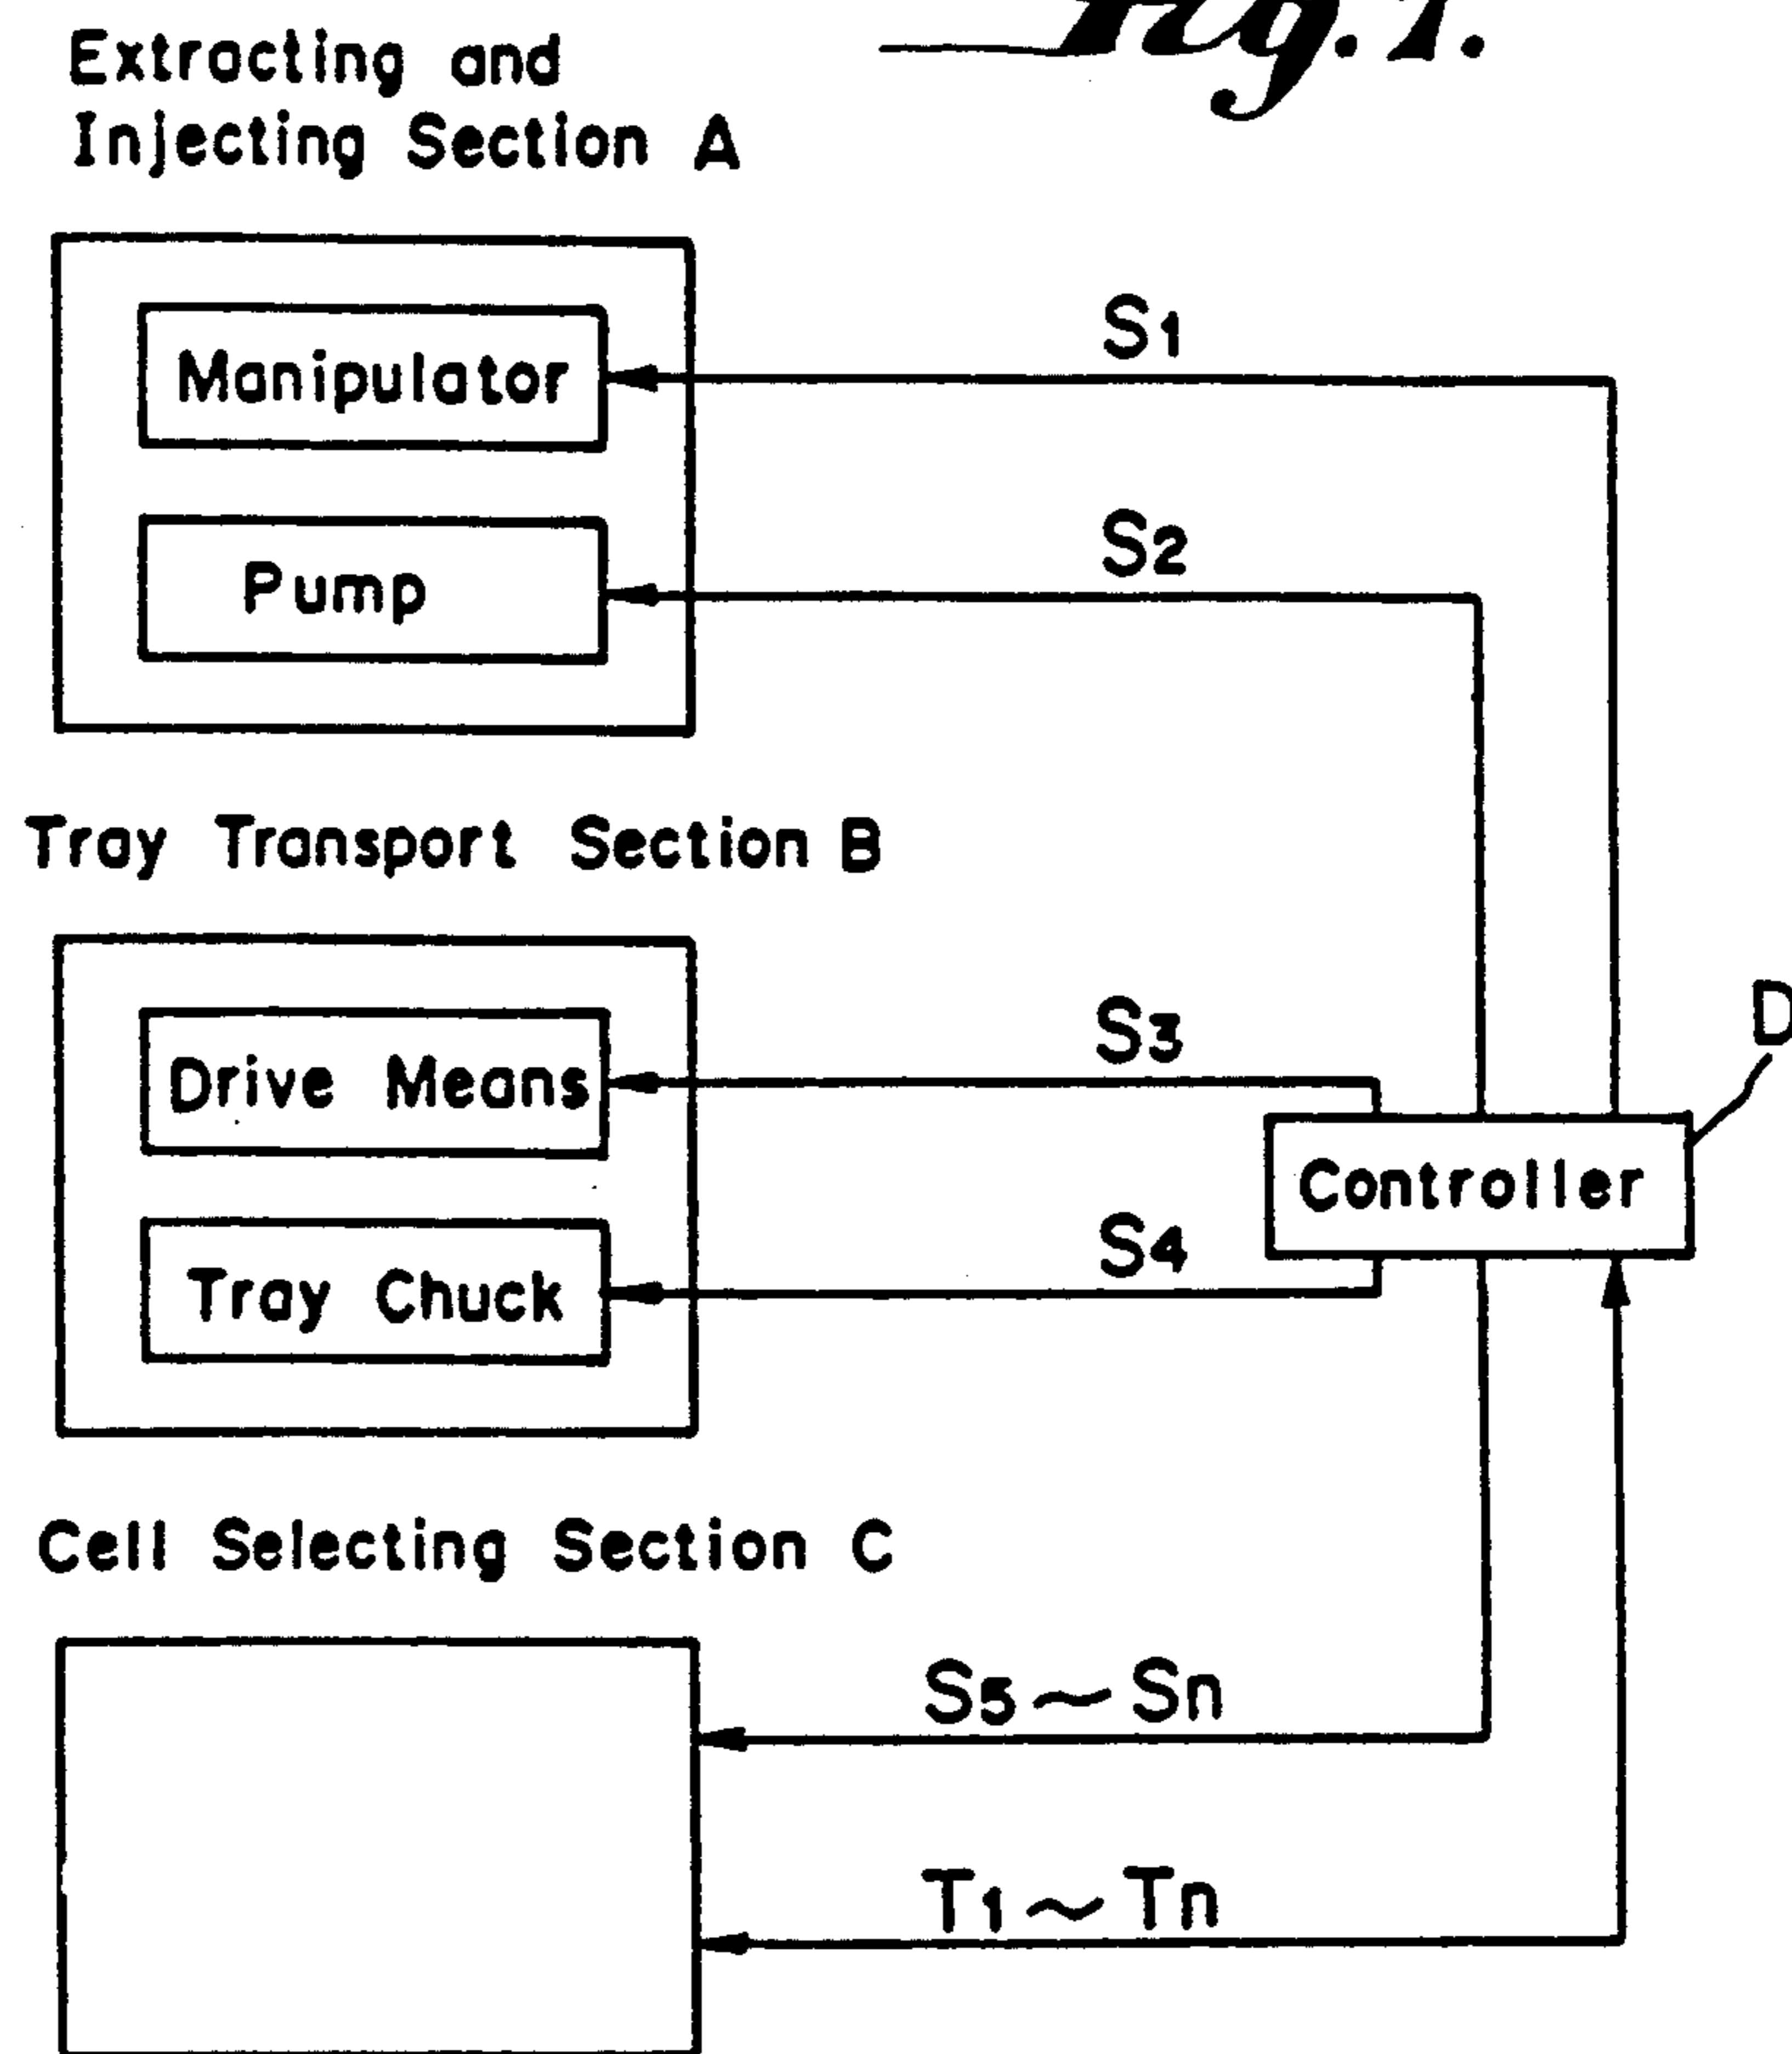 Fig. 1.
Extracting and
Injecting Section A
Manipulator
S1
Pump
S2
Tray Transport Section B
Drive Means
S3
D
Controller
Tray Chuck
S4
Cell Selecting Section C
S5~Sn
T1~Tn